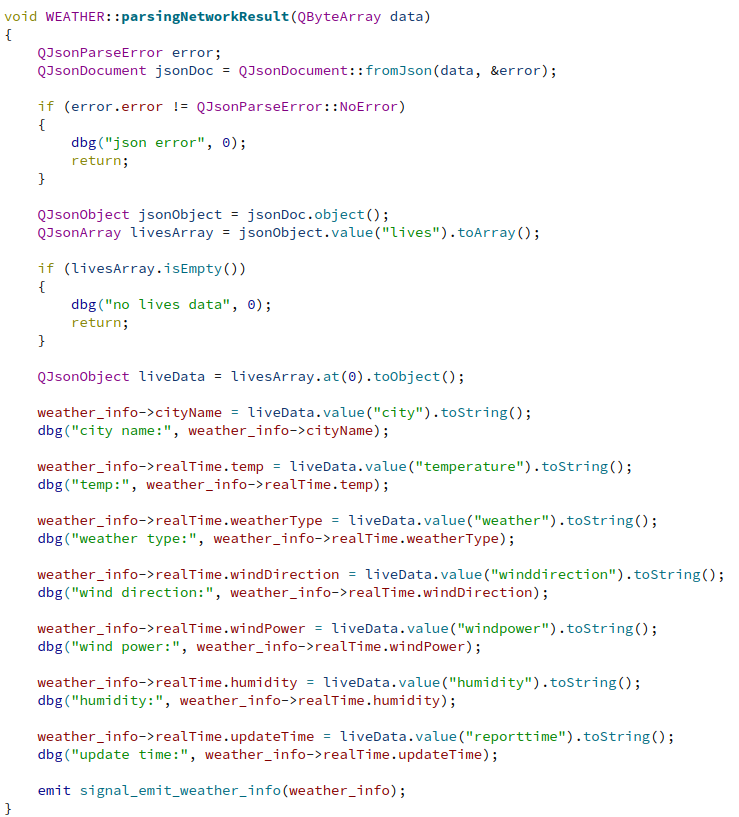 void WEATHER::parsingNetworkResult(QByteArray data)
{
    QJsonParseError error;
    QJsonDocument jsonDoc = QJsonDocument::fromJson(data, &error);

    if (error.error != QJsonParseError::NoError)
    {
        dbg("json error", 0);
        return;
    }

    QJsonObject jsonObject = jsonDoc.object();
    QJsonArray livesArray = jsonObject.value("lives").toArray();

    if (livesArray.isEmpty())
    {
        dbg("no lives data", 0);
        return;
    }

    QJsonObject liveData = livesArray.at(0).toObject();

    weather_info->cityName = liveData.value("city").toString();
    dbg("city name:", weather_info->cityName);

    weather_info->realTime.temp = liveData.value("temperature").toString();
    dbg("temp:", weather_info->realTime.temp);

    weather_info->realTime.weatherType = liveData.value("weather").toString();
    dbg("weather type:", weather_info->realTime.weatherType);

    weather_info->realTime.windDirection = liveData.value("winddirection").toString();
    dbg("wind direction:", weather_info->realTime.windDirection);

    weather_info->realTime.windPower = liveData.value("windpower").toString();
    dbg("wind power:", weather_info->realTime.windPower);

    weather_info->realTime.humidity = liveData.value("humidity").toString();
    dbg("humidity:", weather_info->realTime.humidity);

    weather_info->realTime.updateTime = liveData.value("reporttime").toString();
    dbg("update time:", weather_info->realTime.updateTime);

    emit signal_emit_weather_info(weather_info);
}